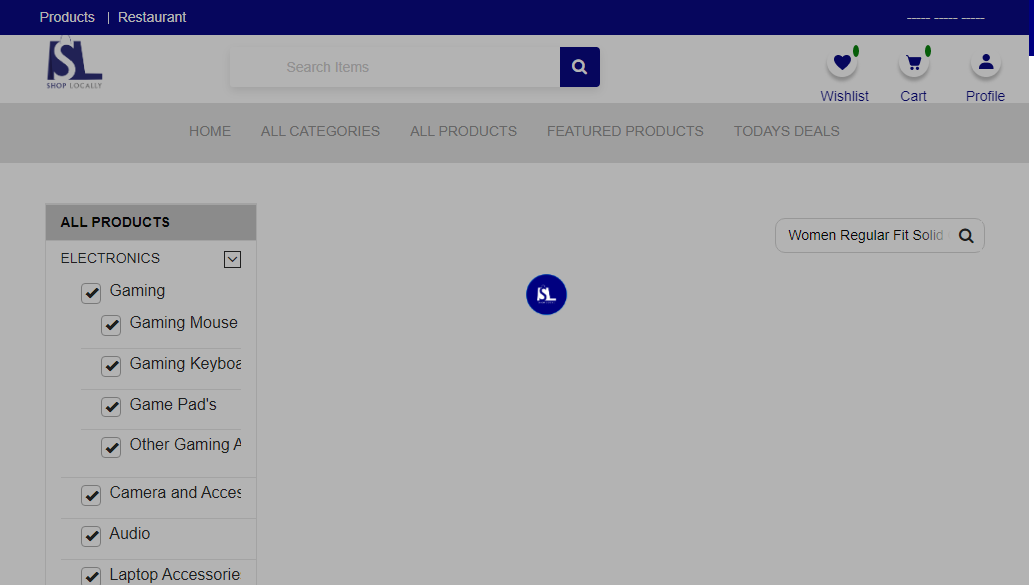 Products | Restaurant
----- ----- -----
SL
SHOP LOCALLY
Search Items
Wishlist
Cart
Profile
HOME
ALL CATEGORIES
ALL PRODUCTS
FEATURED PRODUCTS
TODAYS DEALS
ALL PRODUCTS
Women Regular Fit Solid
ELECTRONICS
Gaming
SL
Gaming Mouse
Gaming Keyboa
Game Pad's
Other Gaming A
Camera and Acces
Audio
Laptop Accessorie